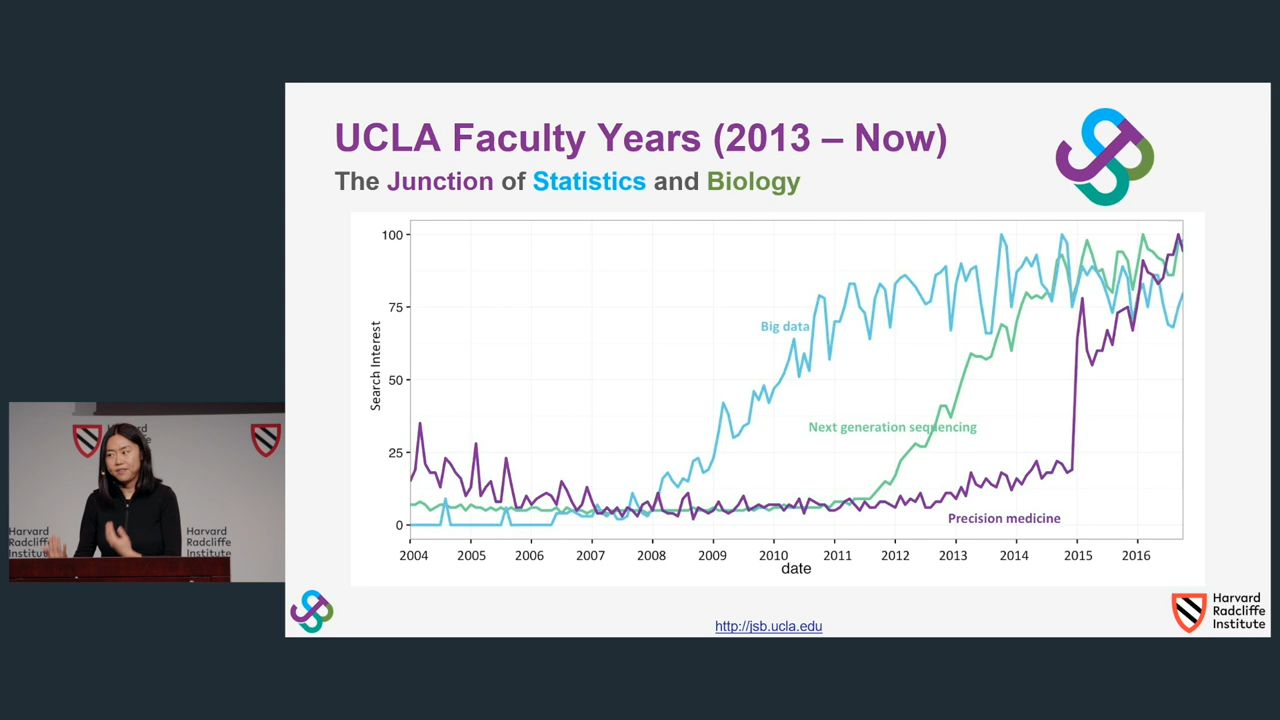 UCLA Faculty Years (2013 – Now)
The Junction of Statistics and Biology
100
75
50
25
0
Search Interest
Big data
Next generation sequencing
Precision medicine
2004 2005 2006 2007 2008 2009 2010 2011 2012 2013 2014 2015 2016
date
http://jsb.ucla.edu
Harvard
Radcliffe
Institute
Harvard
Radcliffe
Institute
Harvard
Radcliffe
Institute